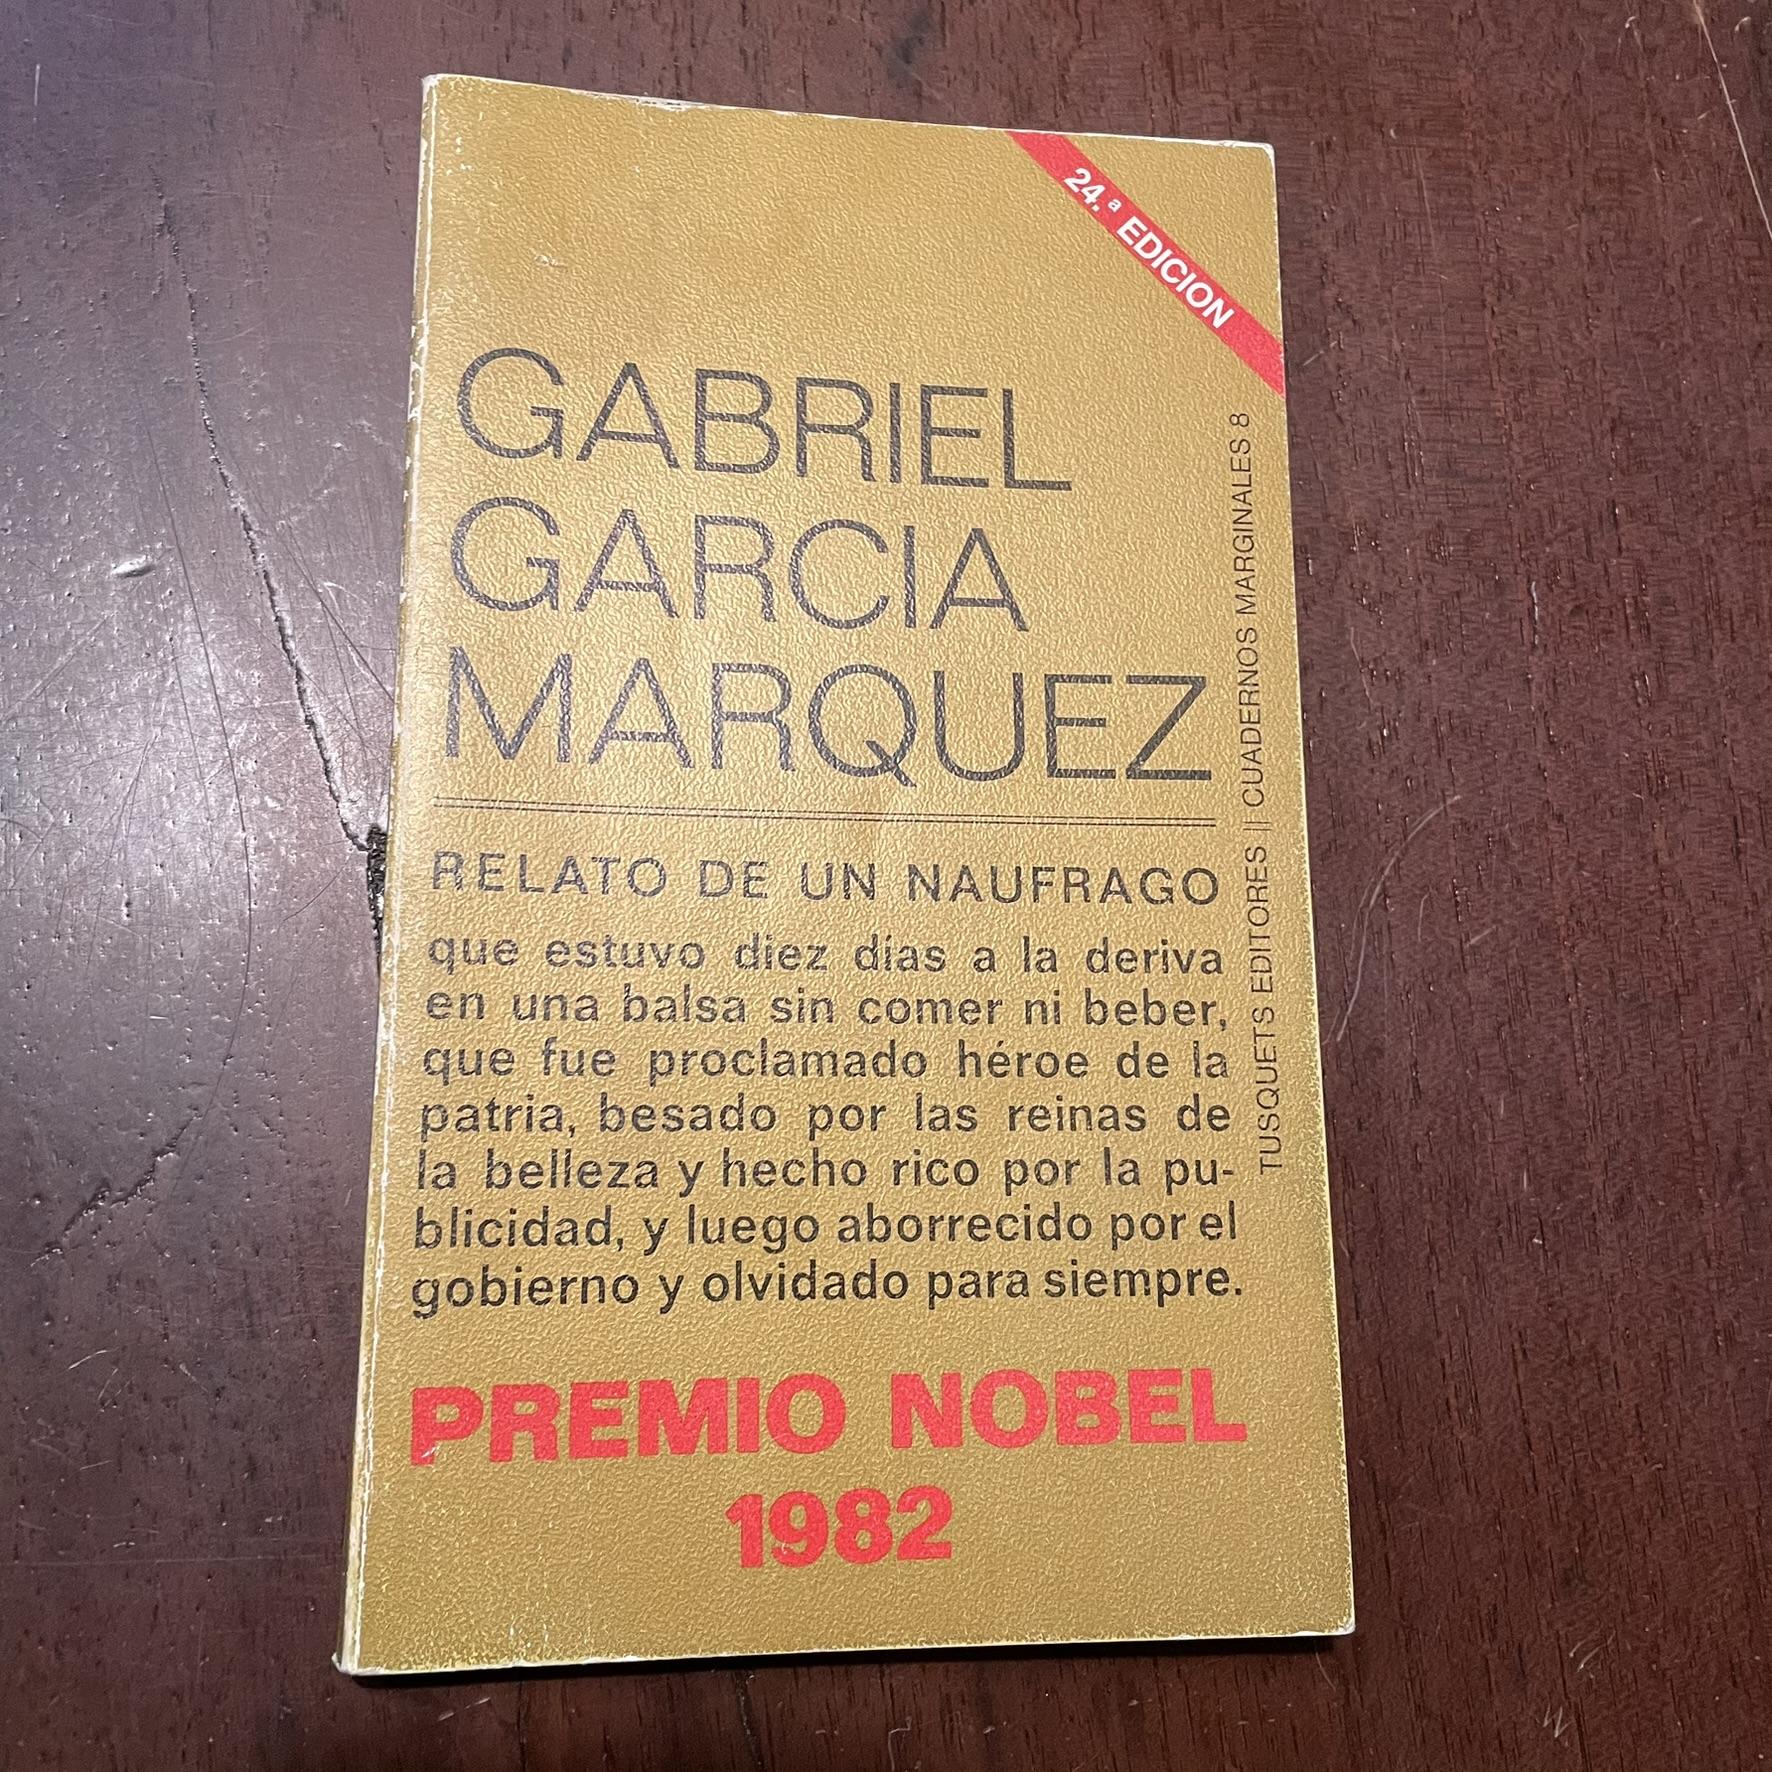 24.ª EDICION
GABRIEL
GARCIA
MARQUEZ
RELATO DE UN NAUFRAGO
que estuvo diez días a la deriva
en una balsa sin comer ni beber,
que fue proclamado héroe de la
patria, besado por las reinas de
la belleza y hecho rico por la pu-
blicidad, y luego aborrecido por el
gobierno y olvidado para siempre.
PREMIO NOBEL
1982
TUSQUETS EDITORES || CUADERNOS MARGINALES 8